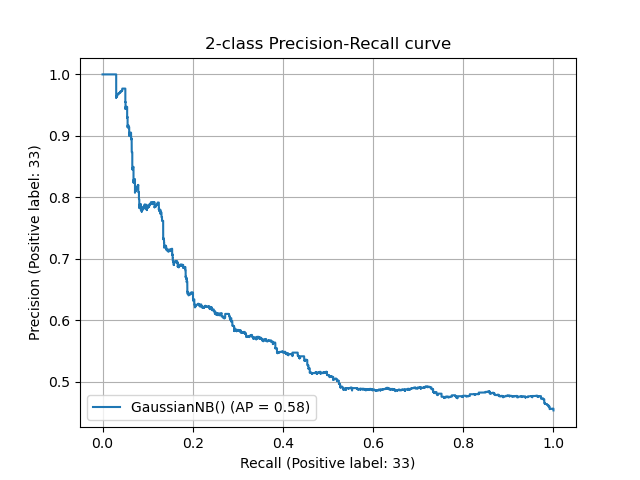 2-class Precision-Recall curve
Precision (Positive label: 33)
1.0
0.9
0.8
0.7
0.6
0.5
GaussianNB() (AP = 0.58)
0.0 0.2 0.4 0.6 0.8 1.0
Recall (Positive label: 33)